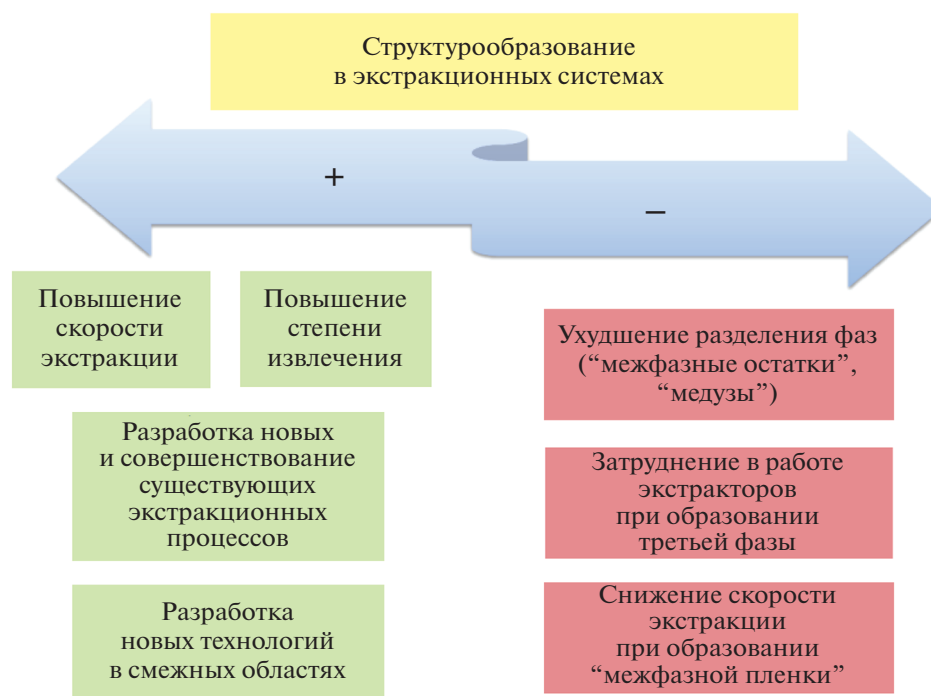 Структурообразование
в экстракционных системах
+
–
Повышение
скорости
экстракции
Повышение
степени
извлечения
Разработка новых
и совершенствование
существующих
экстракционных
процессов
Разработка
новых технологий
в смежных областях
Ухудшение разделения фаз
(“межфазные остатки”,
“медузы”)
Затруднение в работе
экстракторов
при образовании
третьей фазы
Снижение скорости
экстракции
при образовании
“межфазной пленки”